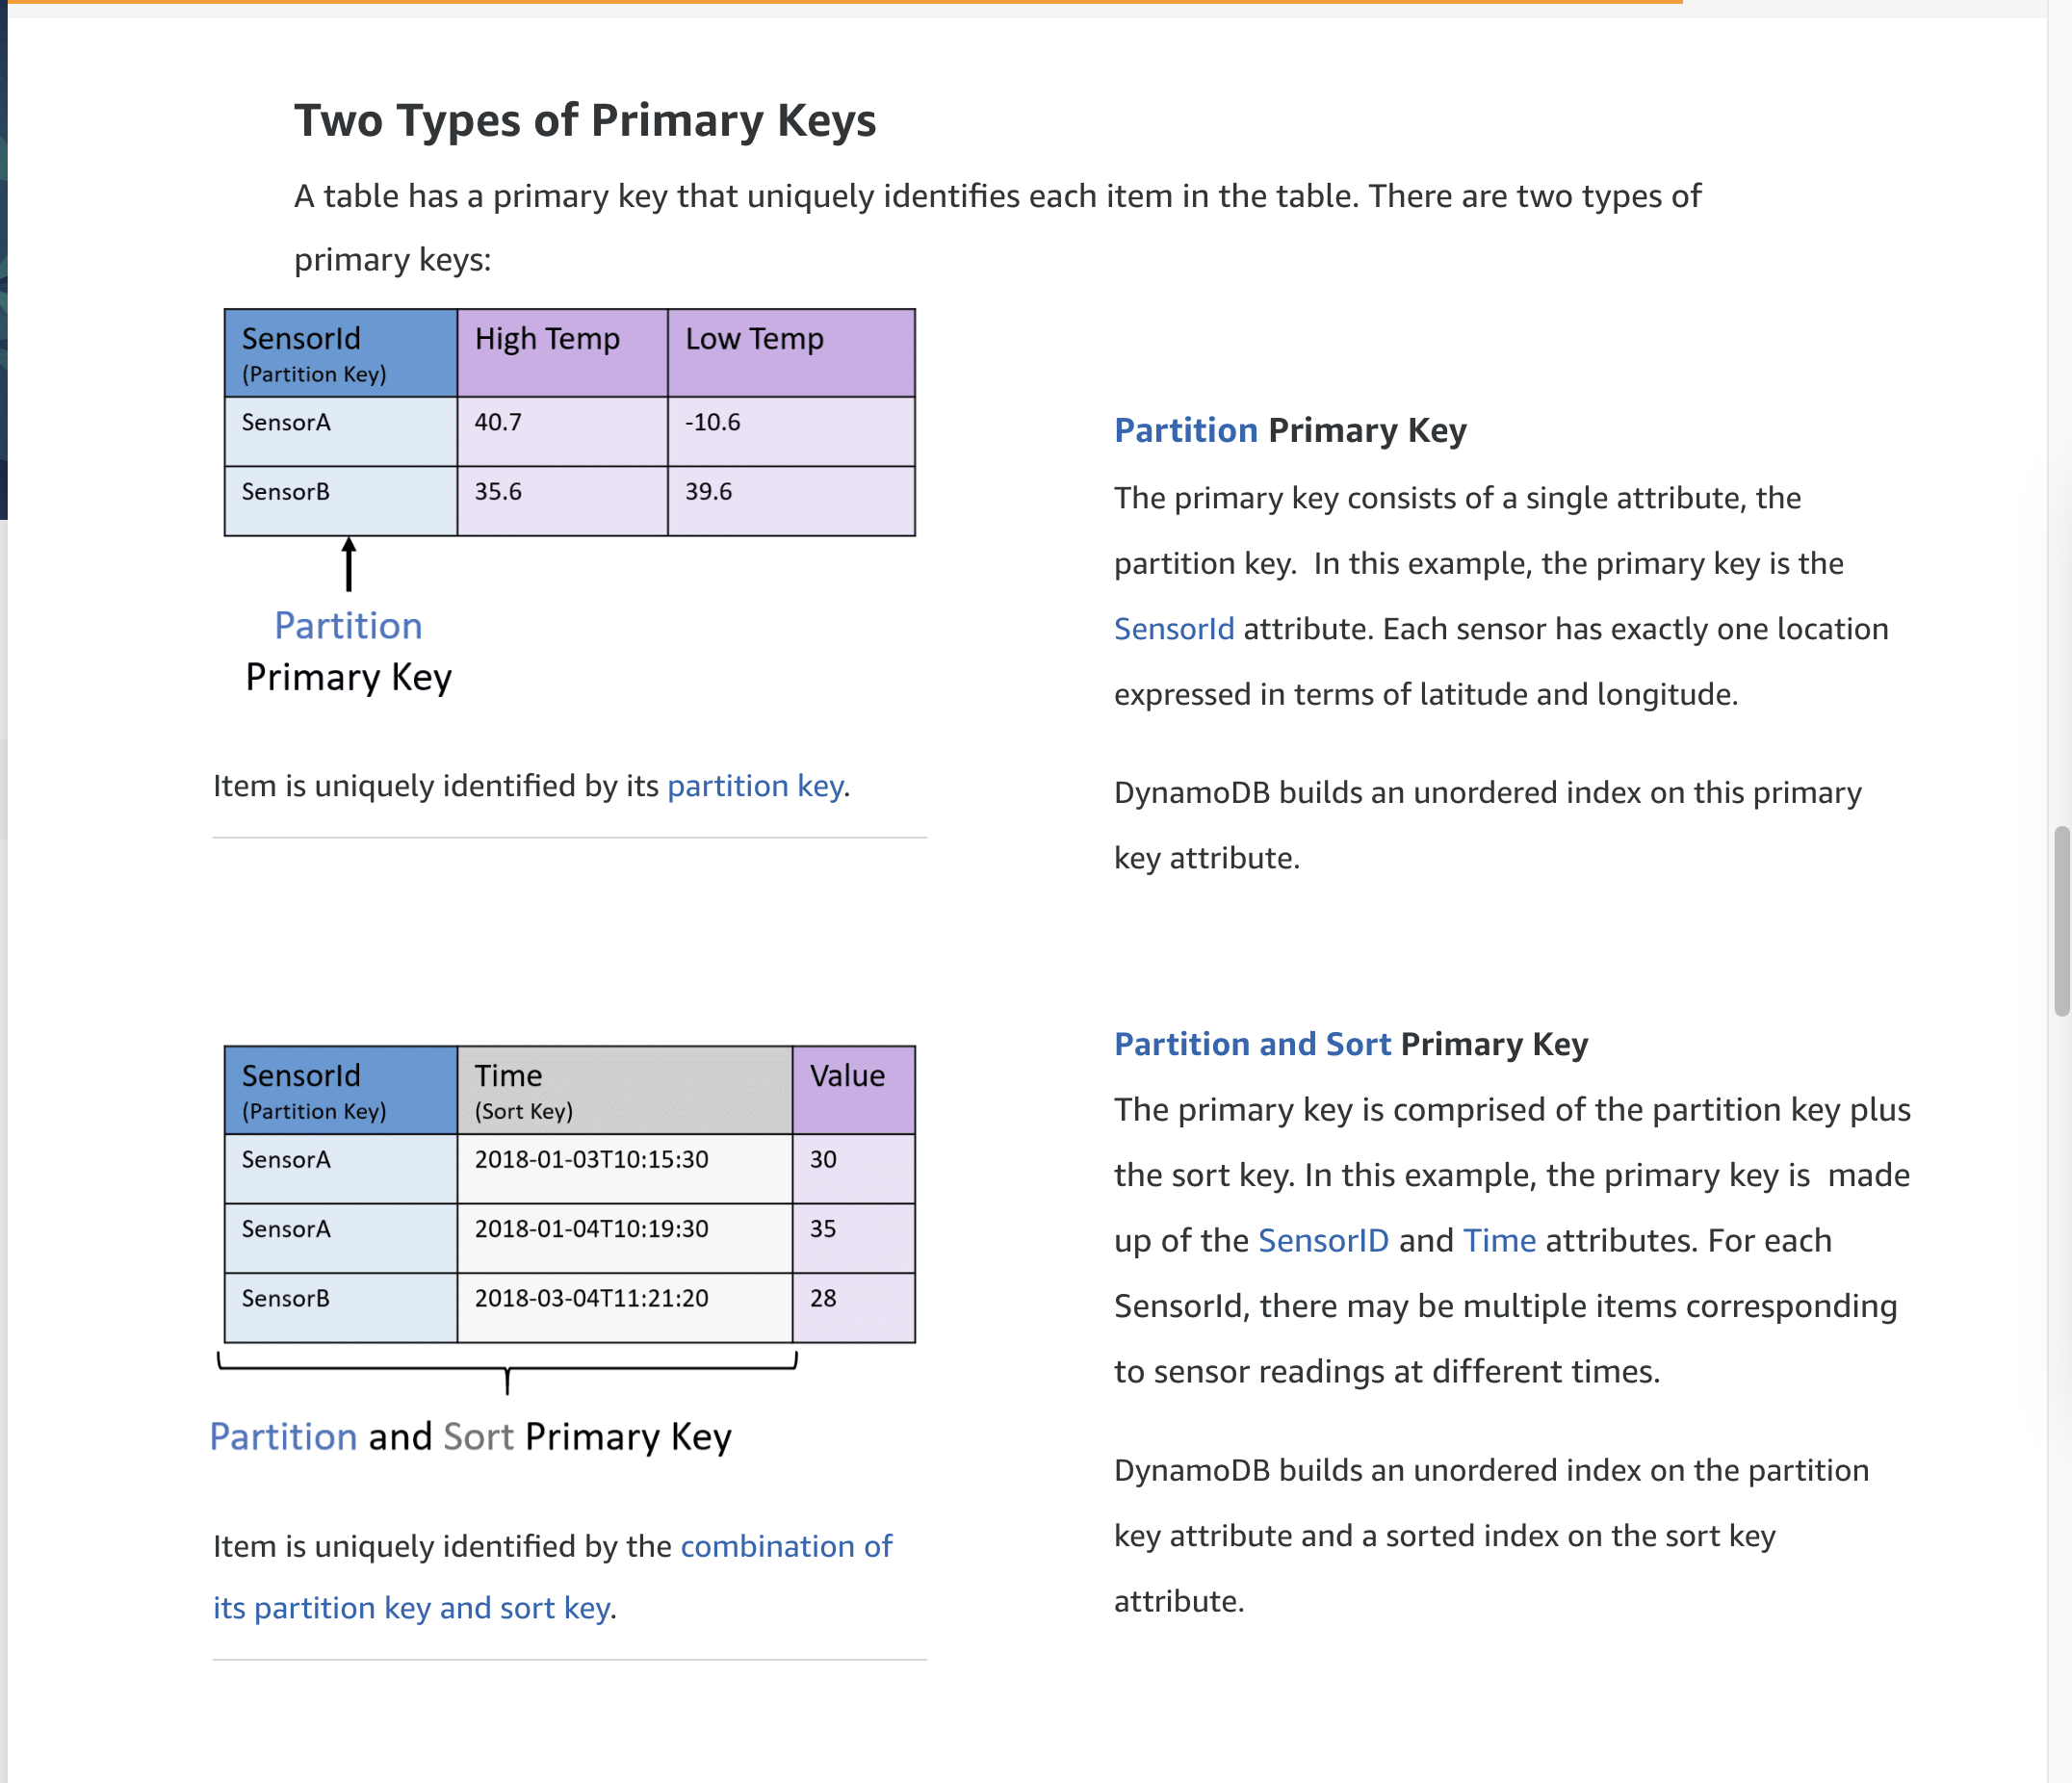 Two Types of Primary Keys
A table has a primary key that uniquely identifies each item in the table. There are two types of
primary keys:
SensorId High Temp Low Temp
(Partition Key)
SensorA 40.7 -10.6
SensorB 35.6 39.6
Partition
Primary Key
Item is uniquely identified by its partition key.
Partition Primary Key
The primary key consists of a single attribute, the
partition key.  In this example, the primary key is the
SensorId attribute. Each sensor has exactly one location
expressed in terms of latitude and longitude.
DynamoDB builds an unordered index on this primary
key attribute.
SensorId Time Value
(Partition Key) (Sort Key)
SensorA 2018-01-03T10:15:30 30
SensorA 2018-01-04T10:19:30 35
SensorB 2018-03-04T11:21:20 28
Partition and Sort Primary Key
Item is uniquely identified by the combination of
its partition key and sort key.
Partition and Sort Primary Key
The primary key is comprised of the partition key plus
the sort key. In this example, the primary key is  made
up of the SensorID and Time attributes. For each
SensorId, there may be multiple items corresponding
to sensor readings at different times.
DynamoDB builds an unordered index on the partition
key attribute and a sorted index on the sort key
attribute.